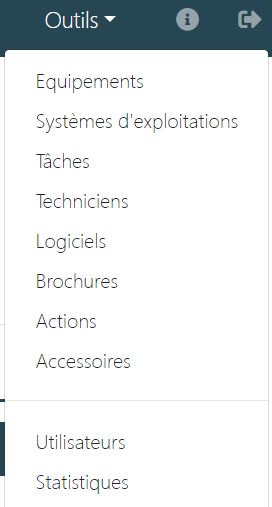 Outils
Equipements
Systèmes d'exploitations
Tâches
Techniciens
Logiciels
Brochures
Actions
Accessoires
Utilisateurs
Statistiques